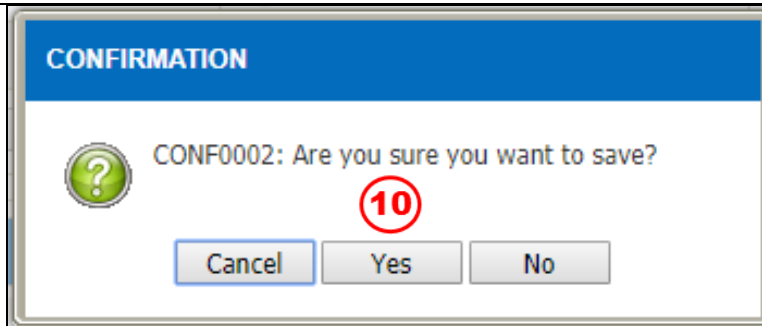 CONFIRMATION
CONF0002: Are you sure you want to save?
10
Cancel Yes No